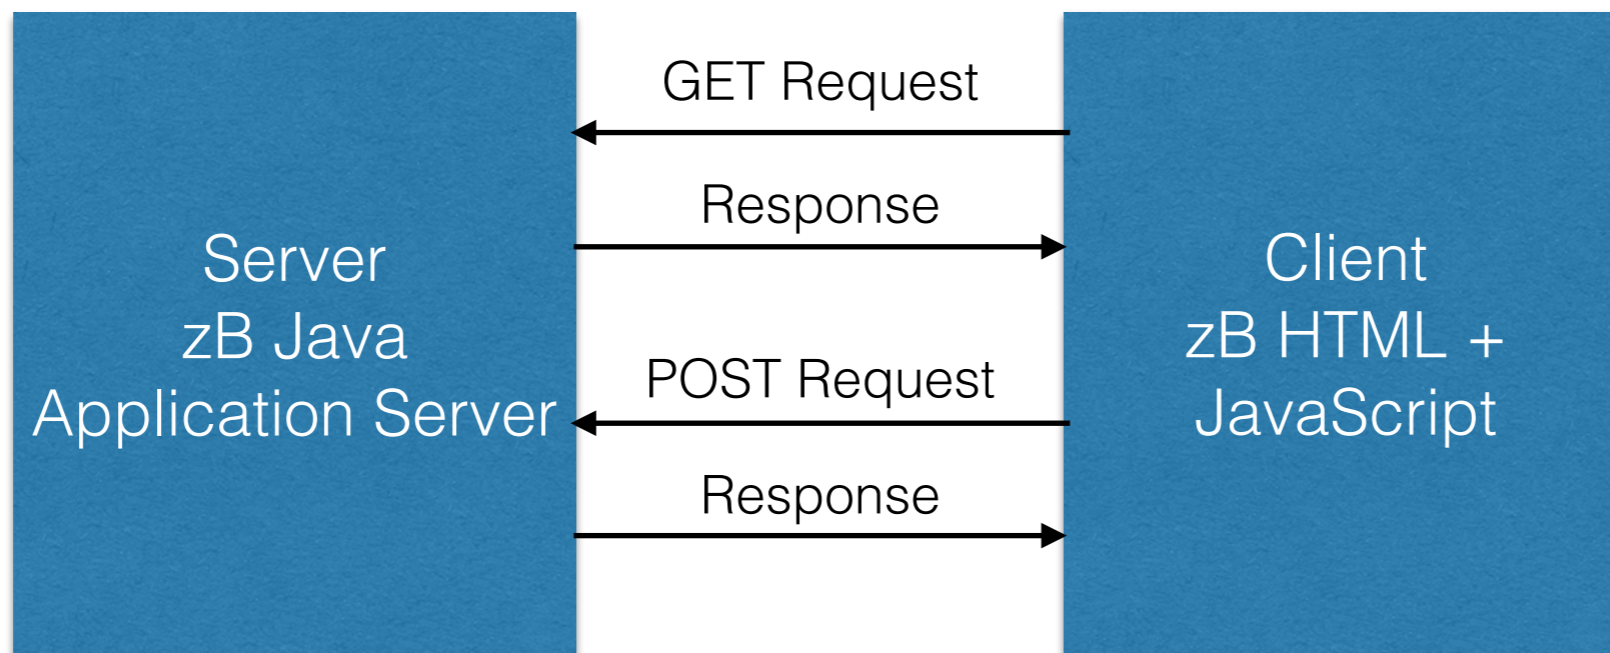 Server
zB Java
Application Server
GET Request
Response
POST Request
Response
Client
zB HTML +
JavaScript